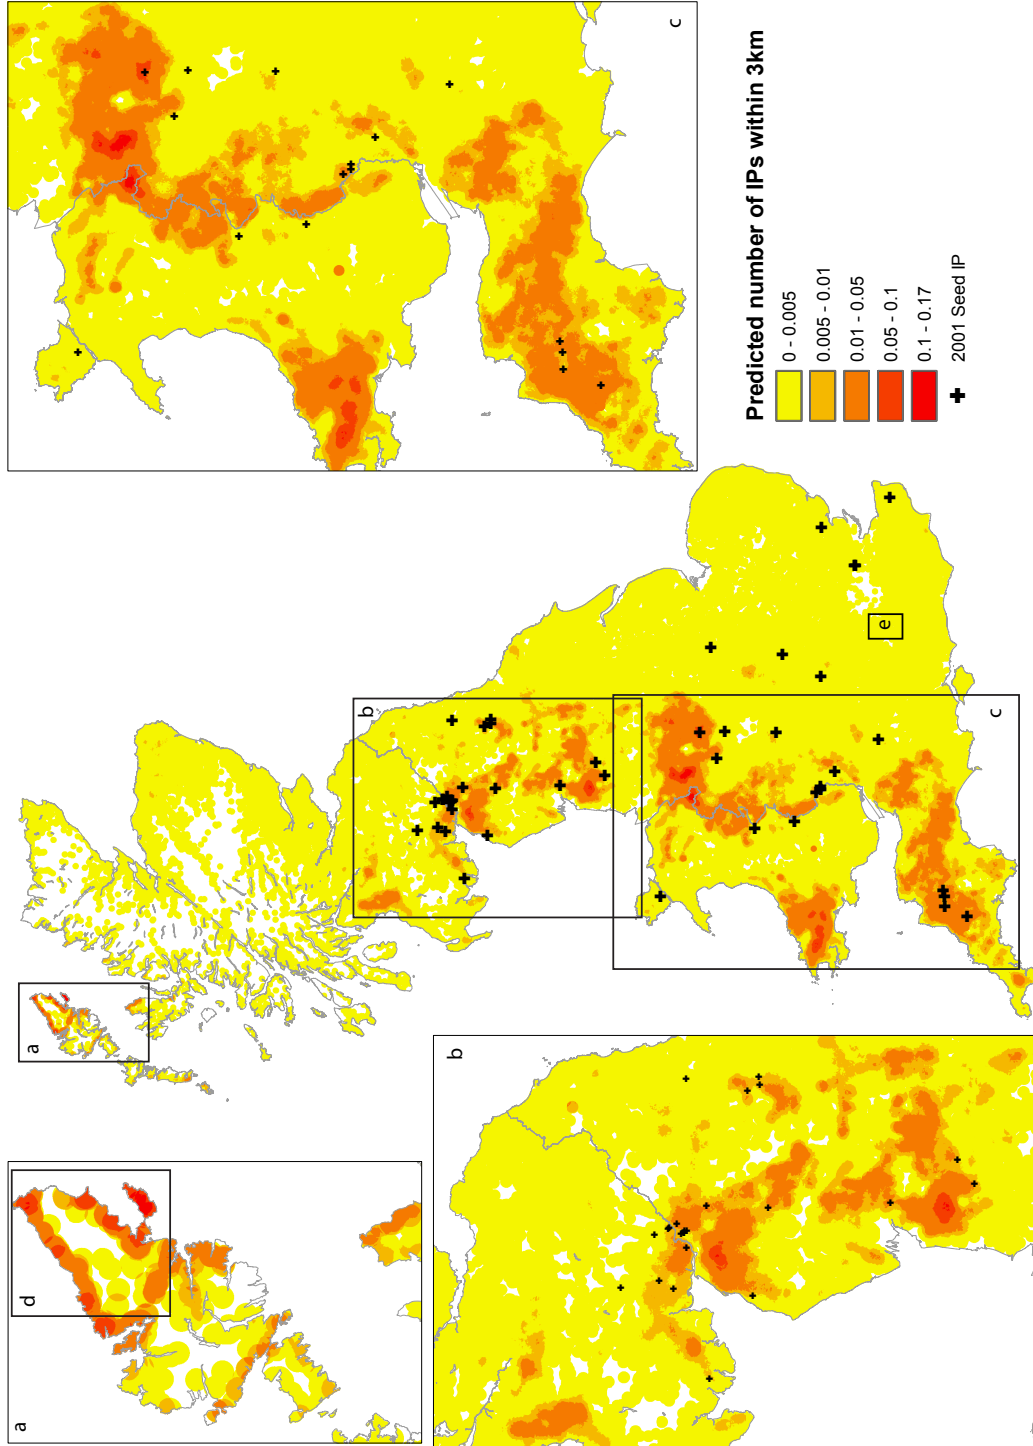 a
d
b
c
a
b
c
e
Predicted number of IPs within 3km
0 - 0.005
0.005 - 0.01
0.01 - 0.05
0.05 - 0.1
0.1 - 0.17
2001 Seed IP